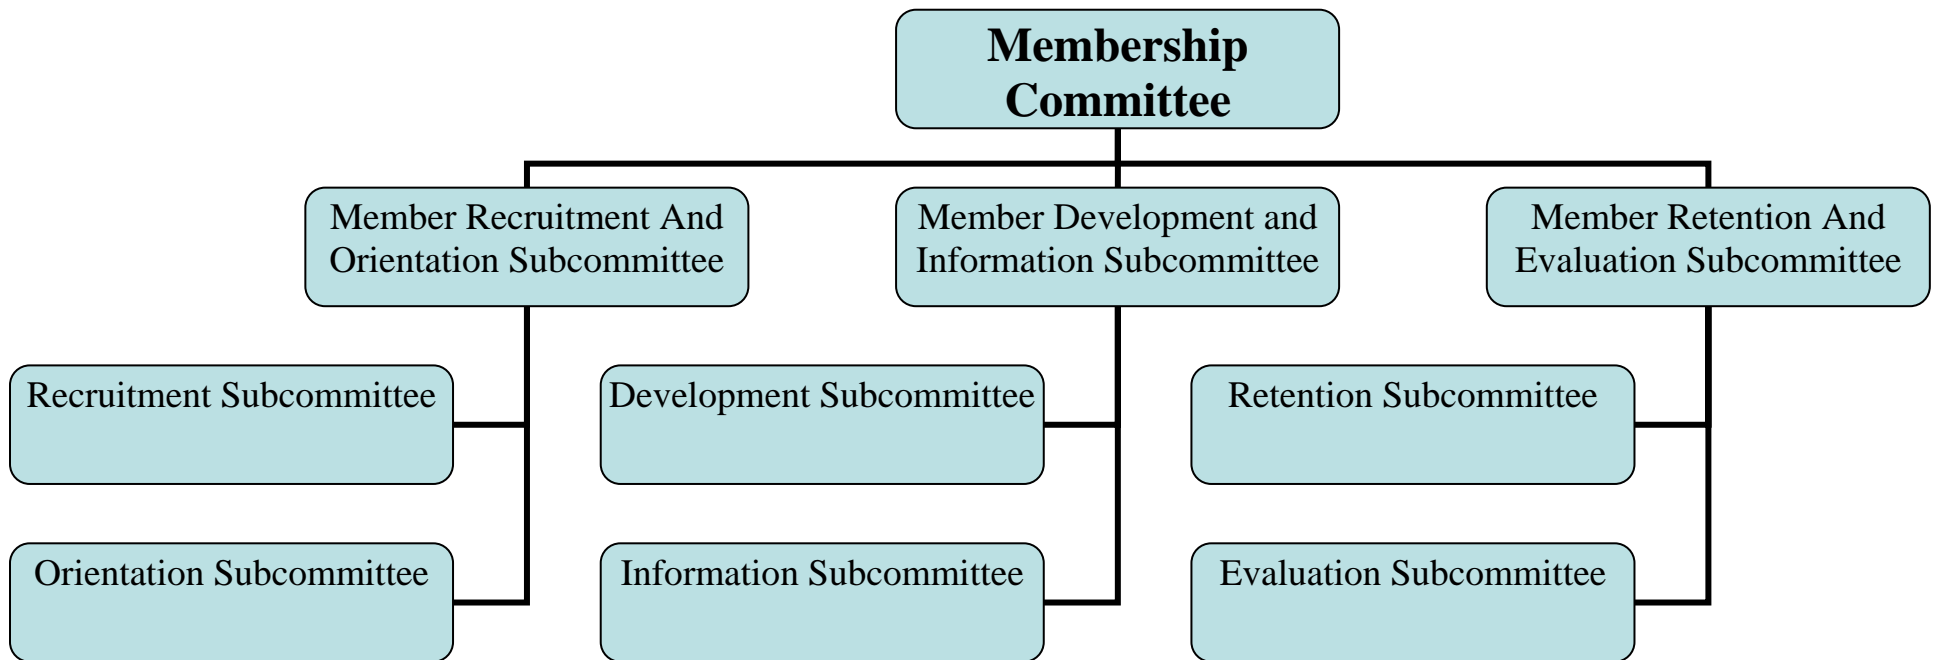 Membership
Committee
Member Recruitment And
Orientation Subcommittee
Member Development and
Information Subcommittee
Member Retention And
Evaluation Subcommittee
Recruitment Subcommittee
Development Subcommittee
Retention Subcommittee
Orientation Subcommittee
Information Subcommittee
Evaluation Subcommittee